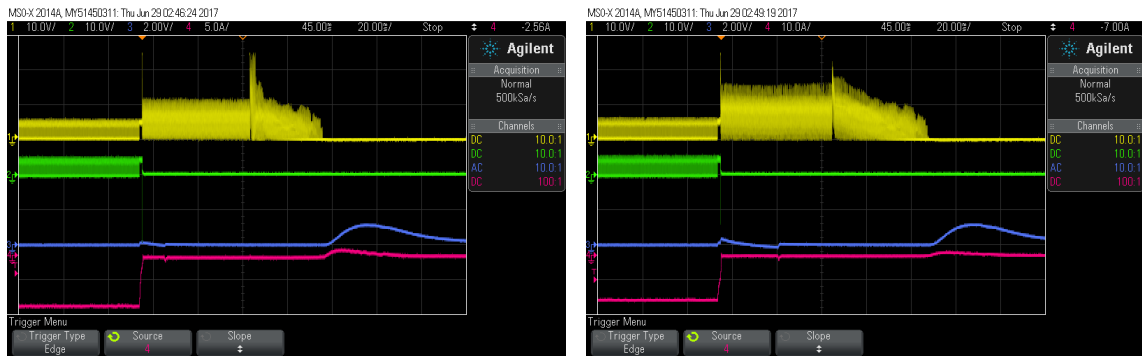 MSO-X 2014A, MY51450311: Thu Jun 29 02:46:24 2017
1 10.0V/ 2 10.0V/ 3 2.00V/ 4 5.0A/ 45.00s 20.00s/ Stop 4 -2.56A
Agilent
Acquisition
Normal
500kSa/s
Channels
DC 10.0:1
DC 10.0:1
AC 10.0:1
DC 100:1
Trigger Menu
Trigger Type
Edge
Source
4
Slope
MSO-X 2014A, MY51450311: Thu Jun 29 02:49:19 2017
1 10.0V/ 2 10.0V/ 3 2.00V/ 4 10.0A/ 45.00s 20.00s/ Stop 4 -7.00A
Agilent
Acquisition
Normal
500kSa/s
Channels
DC 10.0:1
DC 10.0:1
AC 10.0:1
DC 100:1
Trigger Menu
Trigger Type
Edge
Source
4
Slope